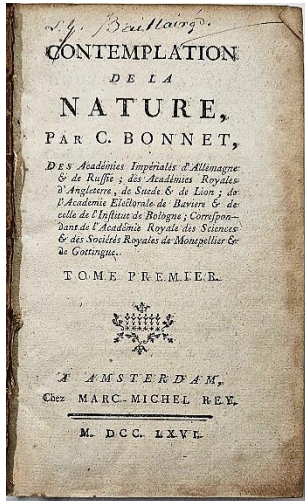 CONTEMPLATION
DE LA
NATURE,
PAR C. BONNET,
DES Académies Impériales d'Allemagne
& de Russie ; des Académies Royales
d'Angleterre, de Suede & de Lion ; de
l'Academie Electorale de Baviere & de
celle de l'Institut de Bologne ; Correspon-
dant de l'Académie Royale des Sciences
& des Sociétés Royales de Montpellier &
de Gottingue.
TOME PREMIER.
A AMSTERDAM,
Chez MARC-MICHEL REY.
M. DCC. LXVI.